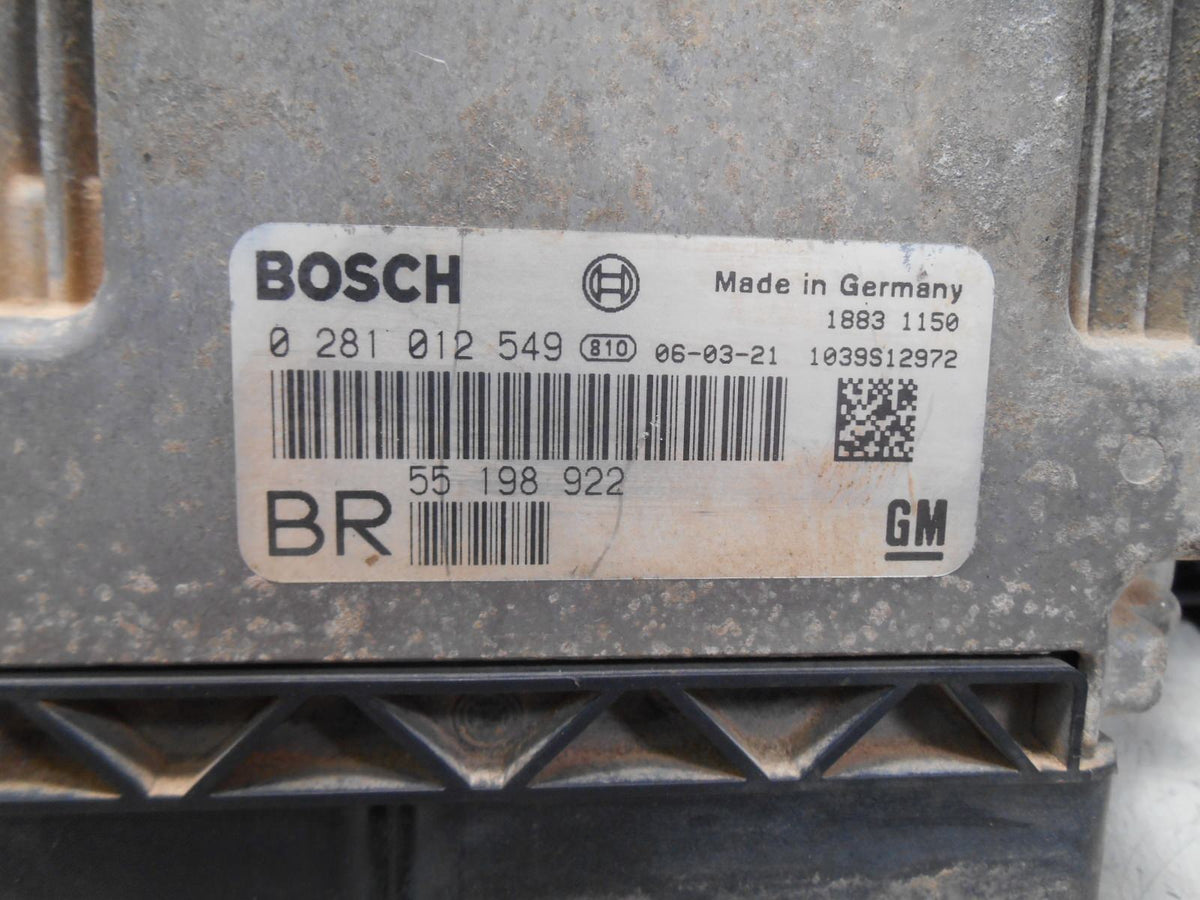 BOSCH Made in Germany
1883 1150
0 281 012 549 810 06-03-21 1039S12972
55 198 922
BR GM